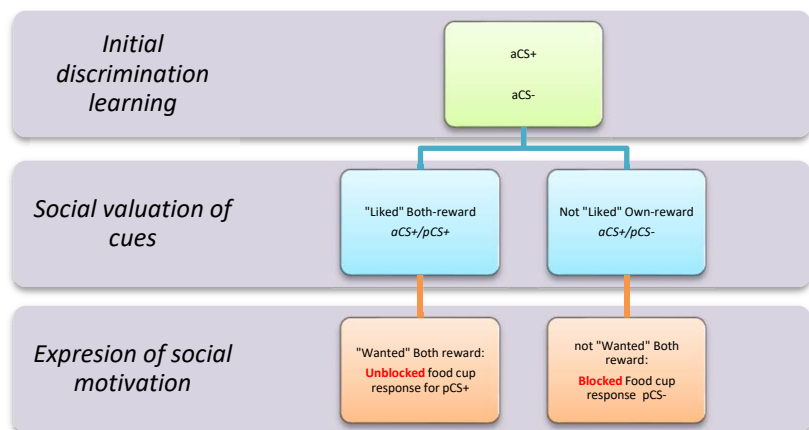 Initial
discrimination
learning
aCS+
aCS-
Social valuation of
cues
"Liked" Both-reward
aCS+/pCS+
Not "Liked" Own-reward
aCS+/pCS-
Expresion of social
motivation
"Wanted" Both reward:
Unblocked food cup
response for pCS+
not "Wanted" Both
reward:
Blocked Food cup
response pCS-